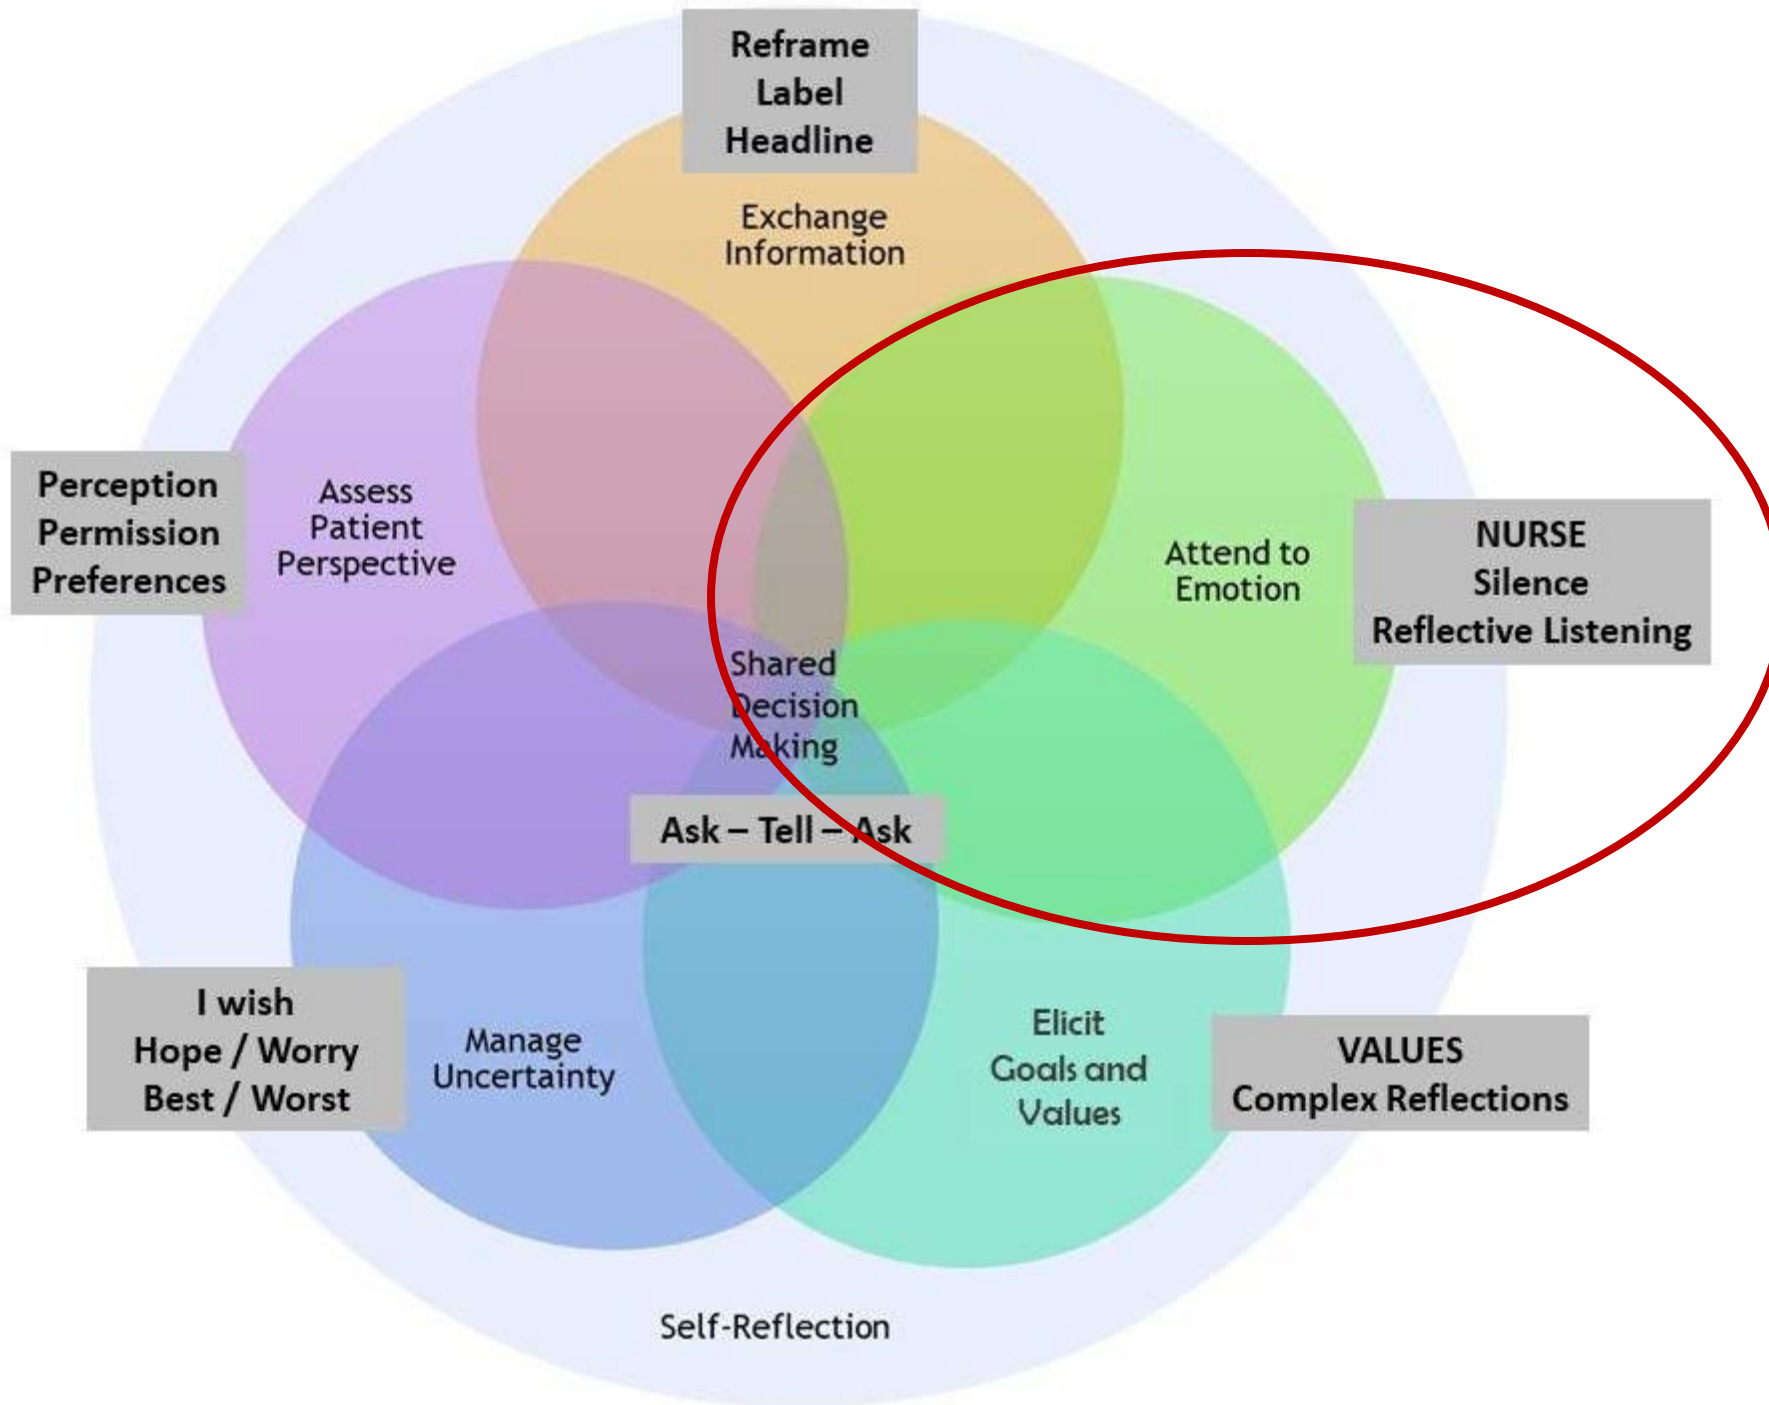 Reframe
Label
Headline
Exchange
Information
Perception
Permission
Preferences
Assess
Patient
Perspective
Attend to
Emotion
NURSE
Silence
Reflective Listening
Shared
Decision
Making
Ask – Tell – Ask
I wish
Hope / Worry
Best / Worst
Manage
Uncertainty
Elicit
Goals and
Values
VALUES
Complex Reflections
Self-Reflection